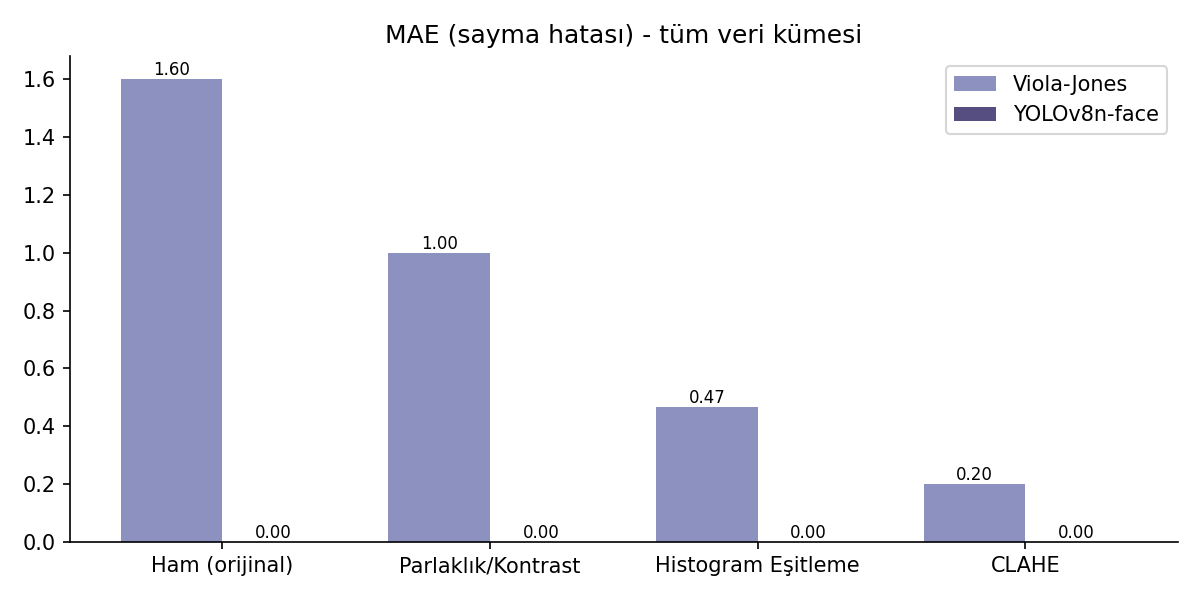 MAE (sayma hatası) - tüm veri kümesi
Viola-Jones
YOLOv8n-face
1.6
1.4
1.2
1.0
0.8
0.6
0.4
0.2
0.0
1.60
0.00
1.00
0.00
0.47
0.00
0.20
0.00
Ham (orijinal)
Parlaklık/Kontrast
Histogram Eşitleme
CLAHE